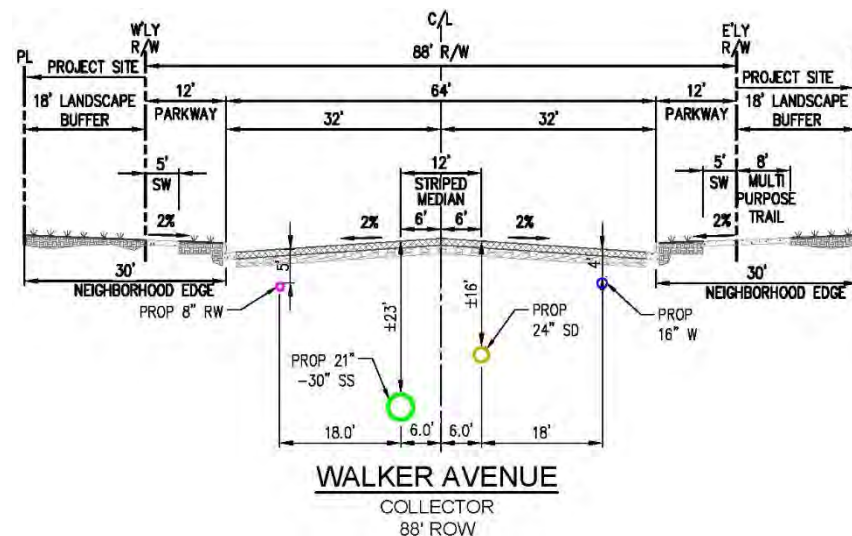 C/L
W'LY
R/W
E'LY
R/W
PL
88' R/W
PROJECT SITE
PROJECT SITE
12'
64'
12'
18' LANDSCAPE
BUFFER
PARKWAY
32'
32'
PARKWAY
18' LANDSCAPE
BUFFER
12'
STRIPED
MEDIAN
5'
SW
5'
SW
8'
MULTI
PURPOSE
TRAIL
6'
6'
2%
2%
2%
2%
5'
4'
30'
NEIGHBORHOOD EDGE
30'
NEIGHBORHOOD EDGE
PROP 8" RW
±23'
±16'
PROP
24" SD
PROP
16" W
PROP 21"
-30" SS
18.0'
6.0'
6.0'
18'
WALKER AVENUE
COLLECTOR
88' ROW